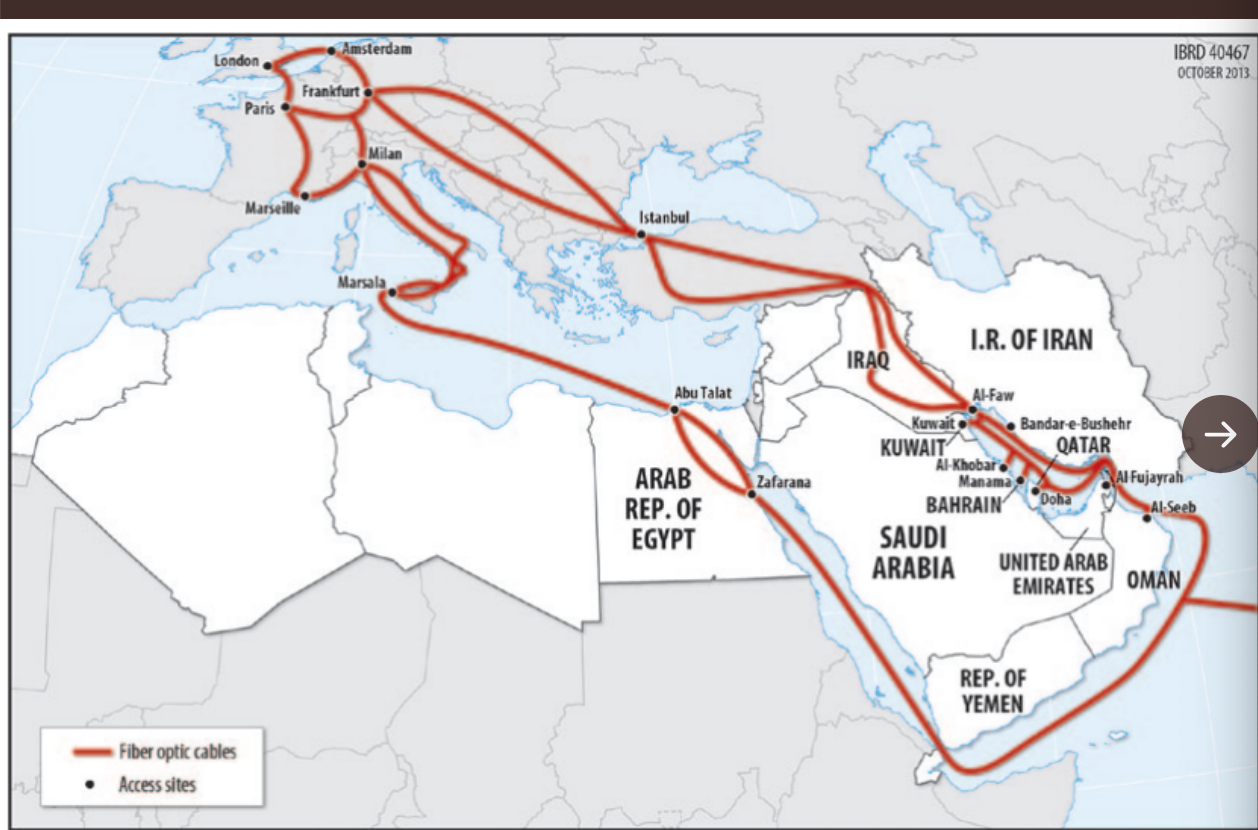 IBRD 40467
OCTOBER 2013
Amsterdam
London
Frankfurt
Paris
Milan
Marseille
Istanbul
Marsala
I.R. OF IRAN
IRAQ
Abu Talat
Al-Faw
Kuwait
Bandar-e-Bushehr
KUWAIT
QATAR
Al-Khobar
Al Fujayrah
Manama
Zafarana
Doha
BAHRAIN
Al-Seeb
ARAB
REP. OF
EGYPT
SAUDI
ARABIA
UNITED ARAB
EMIRATES
OMAN
REP. OF
YEMEN
Fiber optic cables
Access sites